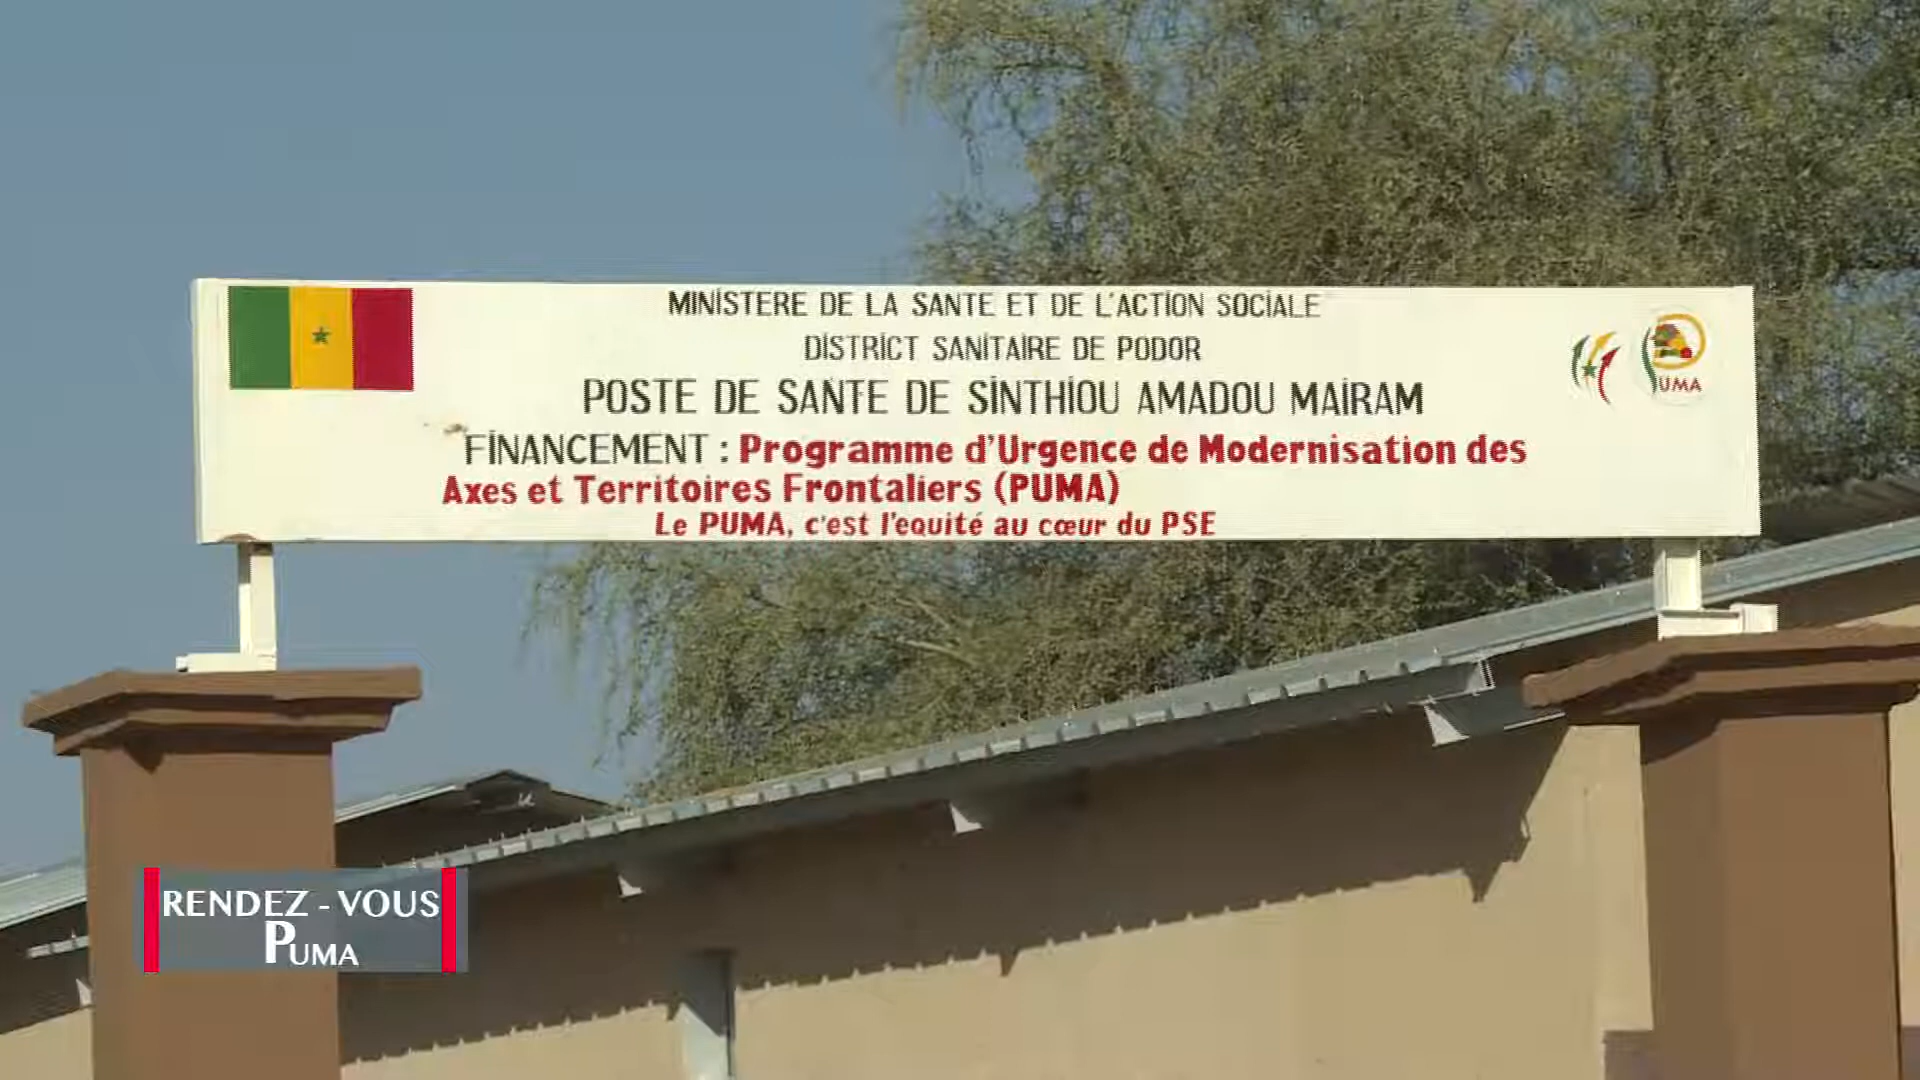 MINISTERE DE LA SANTE ET DE L'ACTION SOCIALE
DISTRICT SANITAIRE DE PODOR
POSTE DE SANTE DE SINTHIOU AMADOU MAIRAM
FINANCEMENT : Programme d'Urgence de Modernisation des
Axes et Territoires Frontaliers (PUMA)
Le PUMA, c'est l'equité au cœur du PSE
UMA
RENDEZ - VOUS
PUMA